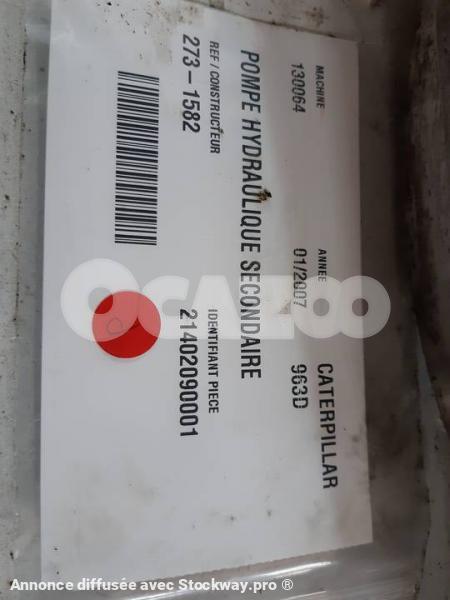 MACHINE
130064
ANNEE
01/2007
CATERPILLAR
963D
POMPE HYDRAULIQUE SECONDAIRE
REF / CONSTRUCTEUR
273-1582
IDENTIFIANT PIECE
21402090001
OCAZOO
Annonce diffusée avec Stockway.pro ®